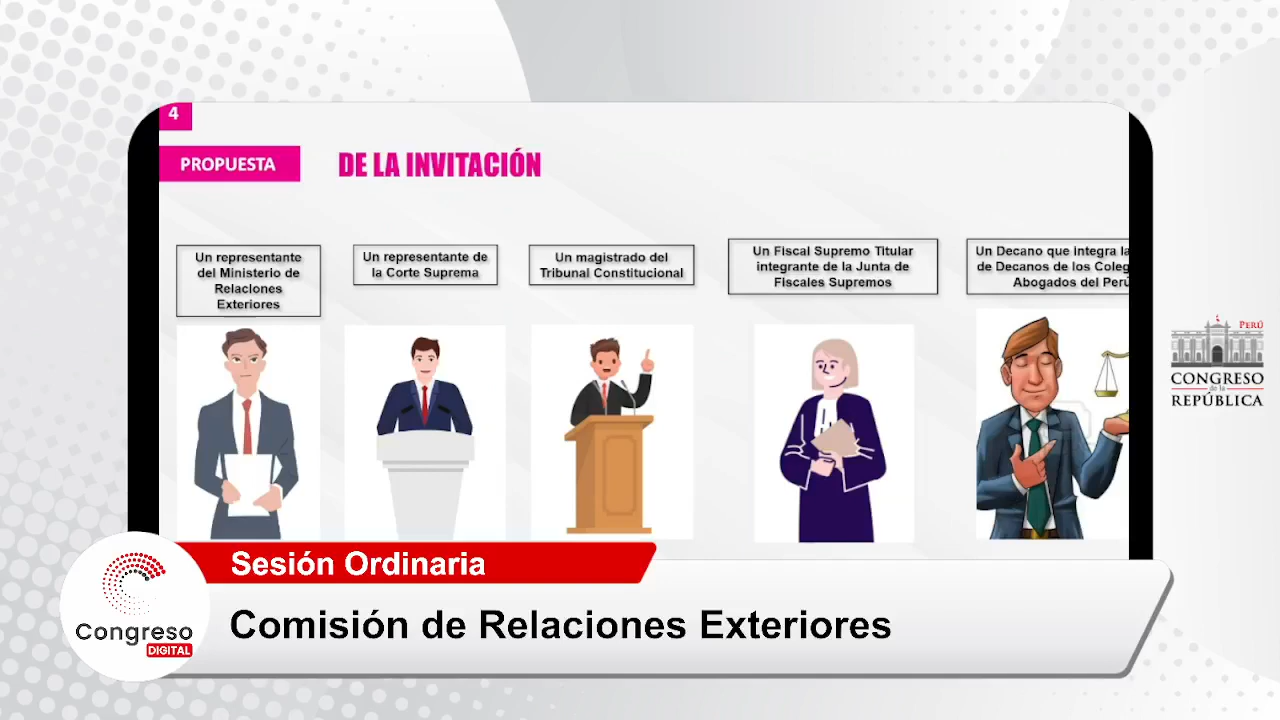 4
PROPUESTA
DE LA INVITACIÓN
Un representante
del Ministerio de
Relaciones
Exteriores
Un representante de
la Corte Suprema
Un magistrado del
Tribunal Constitucional
Un Fiscal Supremo Titular
integrante de la Junta de
Fiscales Supremos
Un Decano que integra la
de Decanos de los Coleg
Abogados del Perú
PERÚ
CONGRESO
de la
REPÚBLICA
Sesión Ordinaria
Comisión de Relaciones Exteriores
Congreso
DIGITAL